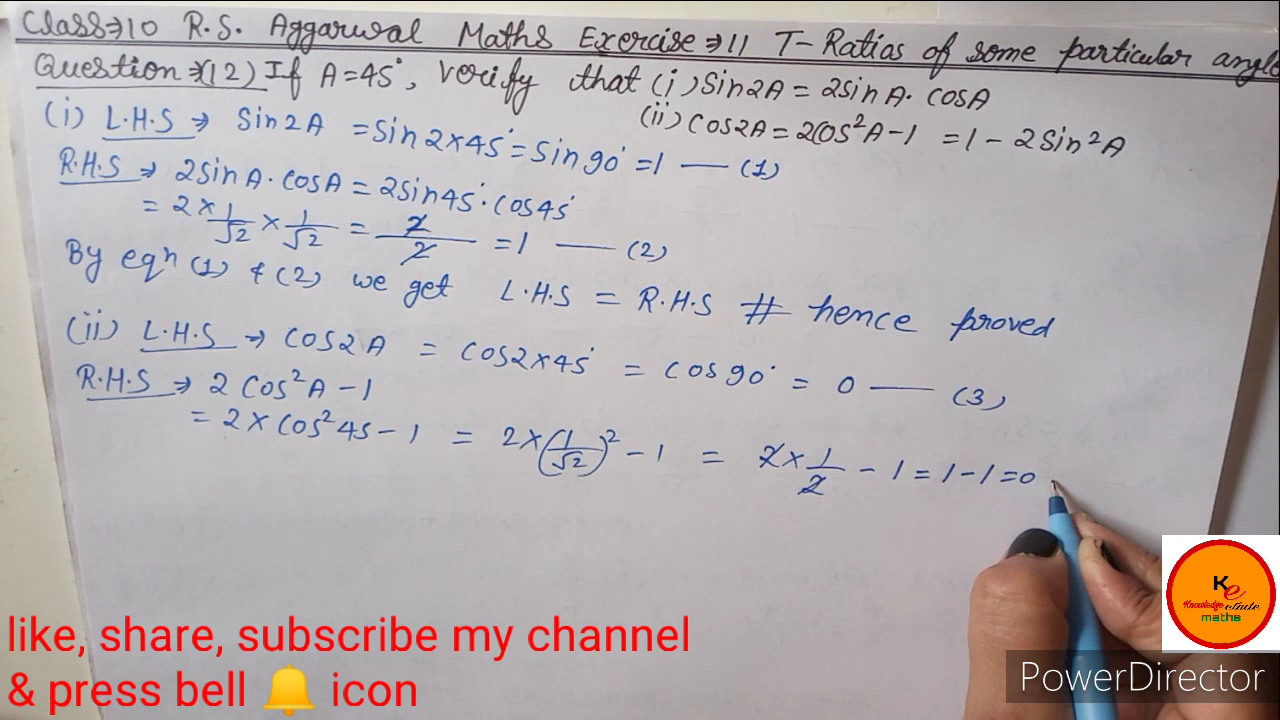 Class⇒10 R.S. Aggarwal Maths Exercise⇒11 T-Ratias of some particular angle
Question⇒(12) If A=45°, verify that (i) Sin2A = 2sinA·cosA
(ii) Cos2A = 2Cos²A-1 = 1-2Sin²A
(i) L.H.S ⇒ Sin2A = Sin2×45° = Sin90° = 1 — (1)
R.H.S ⇒ 2sinA·cosA = 2sin45°·Cos45°
= 2×1/√2×1/√2 = 2/2 = 1 — (2)
By eqn (1) & (2) we get L.H.S = R.H.S # hence proved
(ii) L.H.S ⇒ Cos2A = Cos2×45° = Cos90° = 0 — (3)
R.H.S ⇒ 2Cos²A-1
= 2×Cos²45-1 = 2×(1/√2)²-1 = 2×1/2-1 = 1-1=0
Ke
Knowledge etude
maths
like, share, subscribe my channel
& press bell 🔔 icon
PowerDirector